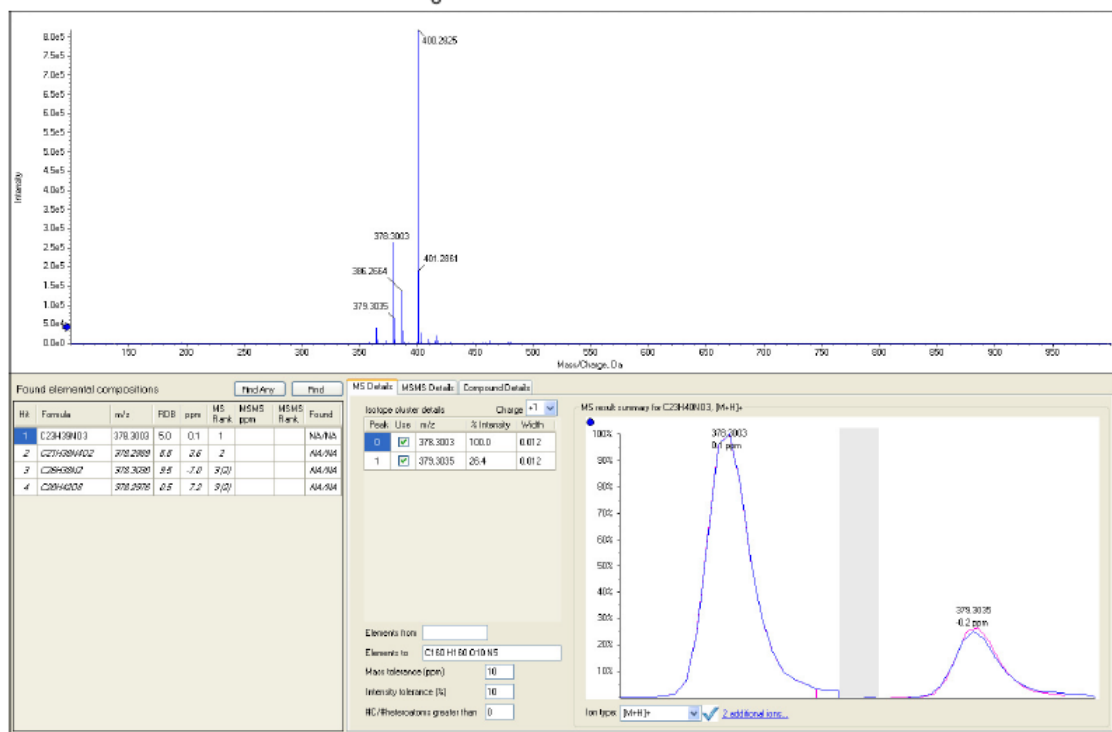 8.0e5
7.5e5
7.0e5
6.5e5
6.0e5
5.5e5
5.0e5
4.5e5
4.0e5
3.5e5
3.0e5
2.5e5
2.0e5
1.5e5
1.0e5
5.0e4
0.0e0
Intensity
400.2825
378.3003
401.2861
386.2664
379.3035
150 200 250 300 350 400 450 500 550 600 650 700 750 800 850 900 950
Mass/Charge, Da
Found elemental compositions Find Any Find
Hit Formula m/z RDB ppm MS Rank MSMS ppm MSMS Rank Found
1 C23H39NO3 378.3003 5.0 0.1 1 NA/NA
2 C21H38N4O2 378.2989 3.6 2 NA/NA
3 378.3030 9.5 -7.0 3(2) NA/NA
4 378.2976 0.5 7.2 3(2) NA/NA
MS Details MSMS Details Compound Details
Isotope cluster details Charge +1
Peak Use m/z % Intensity Width
0 378.3003 100.0 0.012
1 379.3035 26.4 0.012
Elements from
Elements to C160 H160 O10 N5
Mass tolerance (ppm) 10
Intensity tolerance (%) 10
#C/#heteroatoms greater than 0
MS result summary for C23H40NO3, [M+H]+
100%
90%
80%
70%
60%
50%
40%
30%
20%
10%
378.3003
0.1 ppm
379.3035
-0.2 ppm
Ion type: [M+H]+ 2 additional ions...